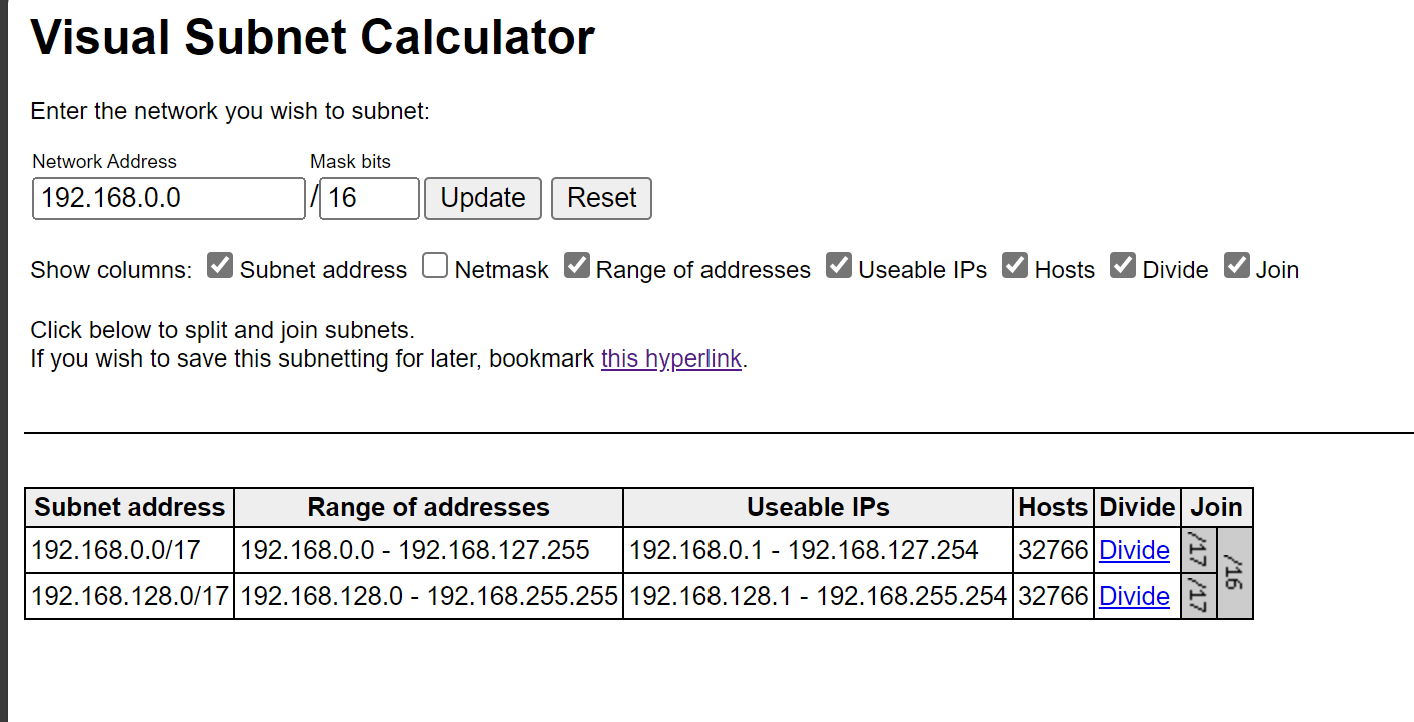 Visual Subnet Calculator
Enter the network you wish to subnet:
Network Address Mask bits
192.168.0.0 / 16 Update Reset
Show columns: Subnet address Netmask Range of addresses Useable IPs Hosts Divide Join
Click below to split and join subnets.
If you wish to save this subnetting for later, bookmark this hyperlink.
Subnet address Range of addresses Useable IPs Hosts Divide Join
192.168.0.0/17 192.168.0.0 - 192.168.127.255 192.168.0.1 - 192.168.127.254 32766 Divide /17 /16
192.168.128.0/17 192.168.128.0 - 192.168.255.255 192.168.128.1 - 192.168.255.254 32766 Divide /17